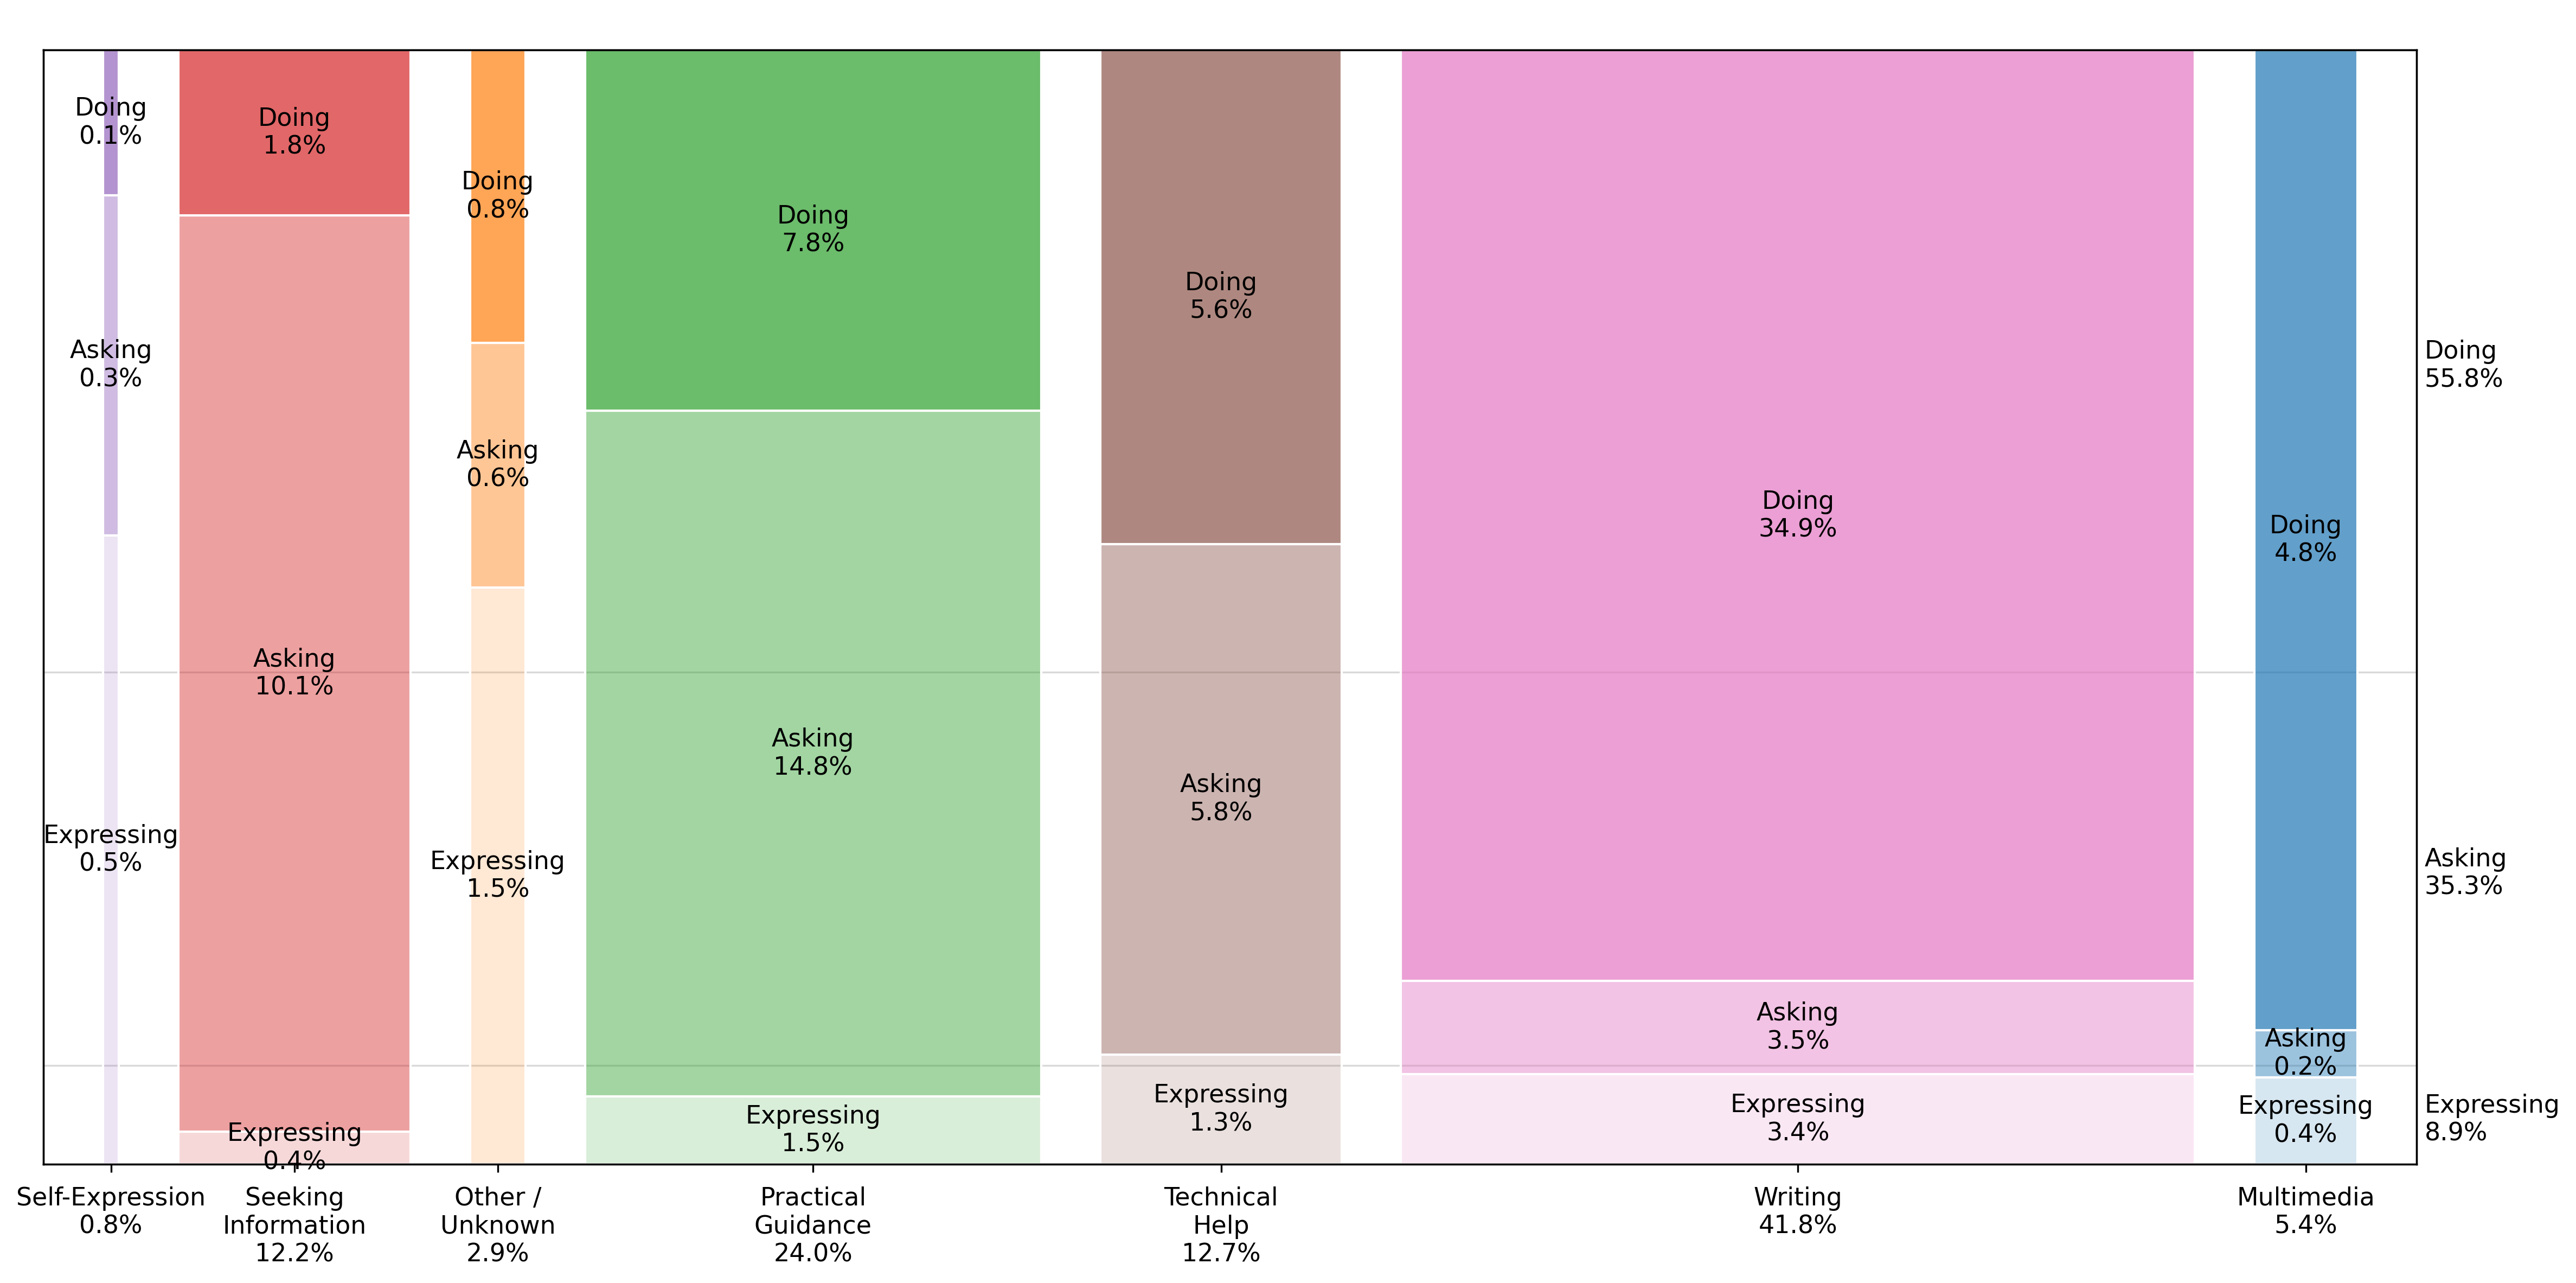 Doing
0.1%
Asking
0.3%
Expressing
0.5%
Doing
1.8%
Asking
10.1%
Expressing
0.4%
Doing
0.8%
Asking
0.6%
Expressing
1.5%
Doing
7.8%
Asking
14.8%
Expressing
1.5%
Doing
5.6%
Asking
5.8%
Expressing
1.3%
Doing
34.9%
Asking
3.5%
Expressing
3.4%
Doing
4.8%
Asking
0.2%
Expressing
0.4%
Doing
55.8%
Asking
35.3%
Expressing
8.9%
Self-Expression
0.8%
Seeking
Information
12.2%
Other /
Unknown
2.9%
Practical
Guidance
24.0%
Technical
Help
12.7%
Writing
41.8%
Multimedia
5.4%